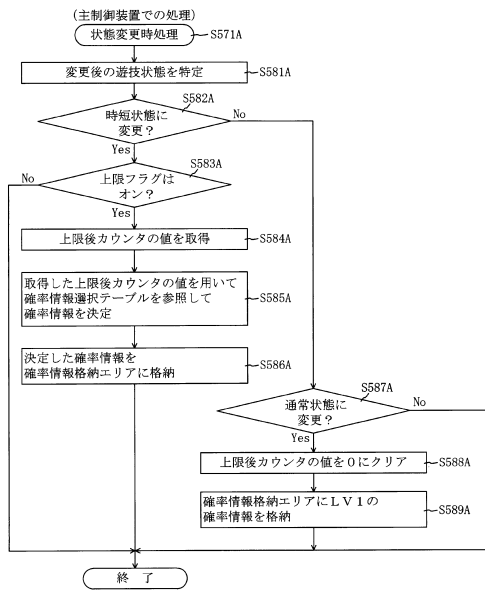 (主制御装置での処理)
状態変更時処理
S571A
変更後の遊技状態を特定
S581A
S582A
時短状態に
変更？
No
Yes
S583A
上限フラグは
オン？
No
Yes
上限後カウンタの値を取得
S584A
取得した上限後カウンタの値を用いて
確率情報選択テーブルを参照して
確率情報を決定
S585A
決定した確率情報を
確率情報格納エリアに格納
S586A
S587A
通常状態に
変更？
No
Yes
上限後カウンタの値を０にクリア
S588A
確率情報格納エリアにＬＶ１の
確率情報を格納
S589A
終 了